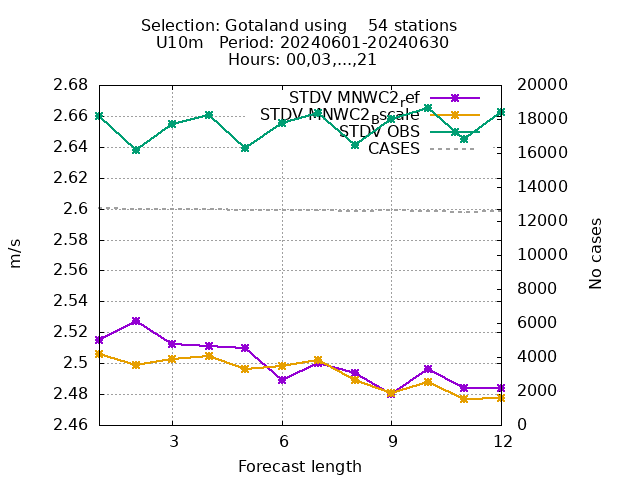 Selection: Gotaland using    54 stations
U10m   Period: 20240601-20240630
Hours: 00,03,...,21
2.68
2.66
2.64
2.62
2.6
2.58
2.56
2.54
2.52
2.5
2.48
2.46
m/s
STDV MNWC2_ref
STDV MNWC2_Bscale
STDV OBS
CASES
20000
18000
16000
14000
12000
10000
8000
6000
4000
2000
0
No cases
3 6 9 12
Forecast length